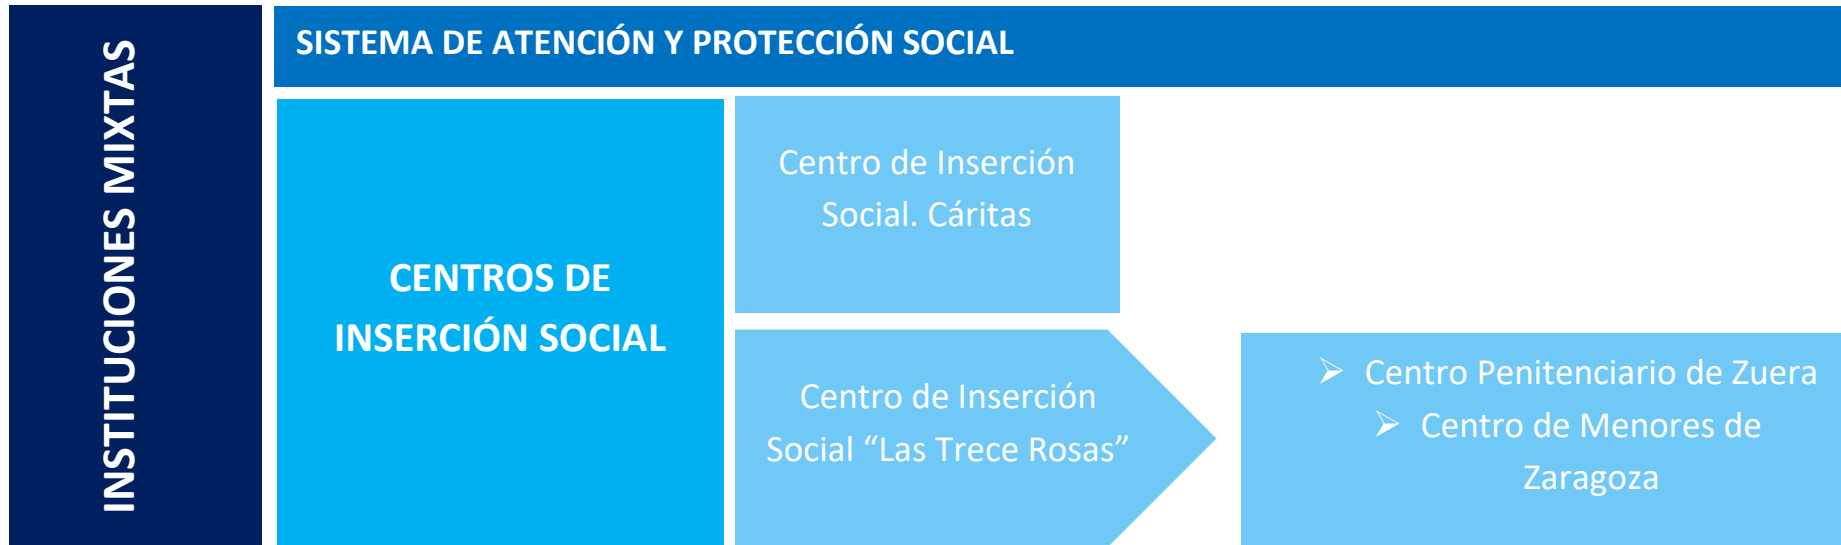 INSTITUCIONES MIXTAS
SISTEMA DE ATENCIÓN Y PROTECCIÓN SOCIAL
CENTROS DE
INSERCIÓN SOCIAL
Centro de Inserción
Social. Cáritas
Centro de Inserción
Social “Las Trece Rosas”
➢ Centro Penitenciario de Zuera
➢ Centro de Menores de
Zaragoza